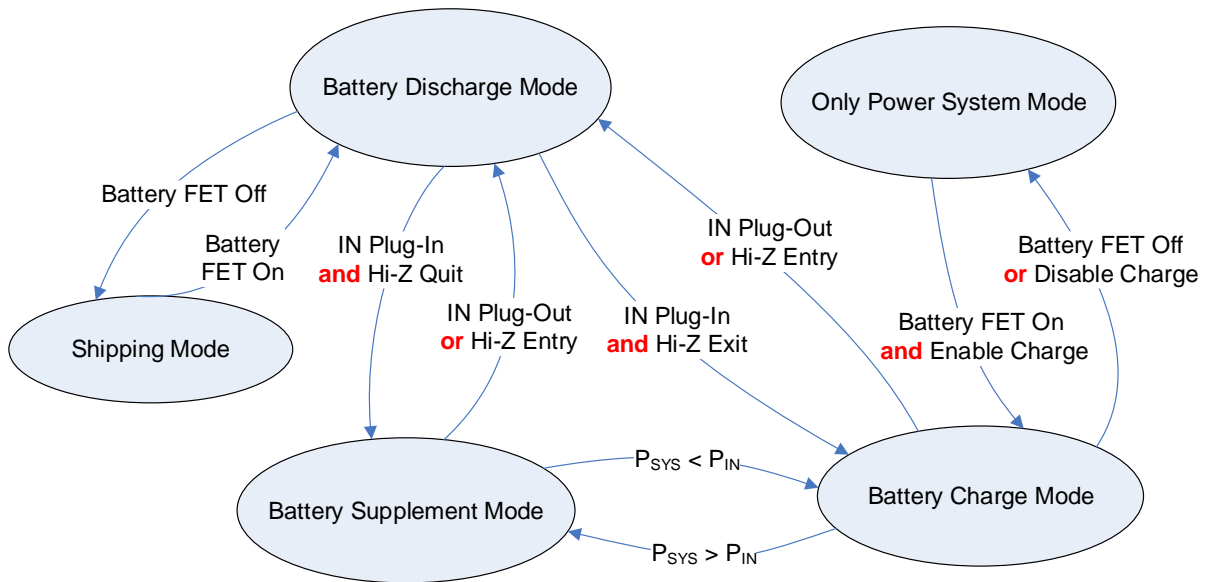 Battery Discharge Mode
Only Power System Mode
Battery FET Off
Battery
FET On
IN Plug-In
and Hi-Z Quit
IN Plug-Out
or Hi-Z Entry
IN Plug-In
and Hi-Z Exit
IN Plug-Out
or Hi-Z Entry
Battery FET Off
or Disable Charge
Battery FET On
and Enable Charge
Shipping Mode
PSYS < PIN
Battery Supplement Mode
Battery Charge Mode
PSYS > PIN